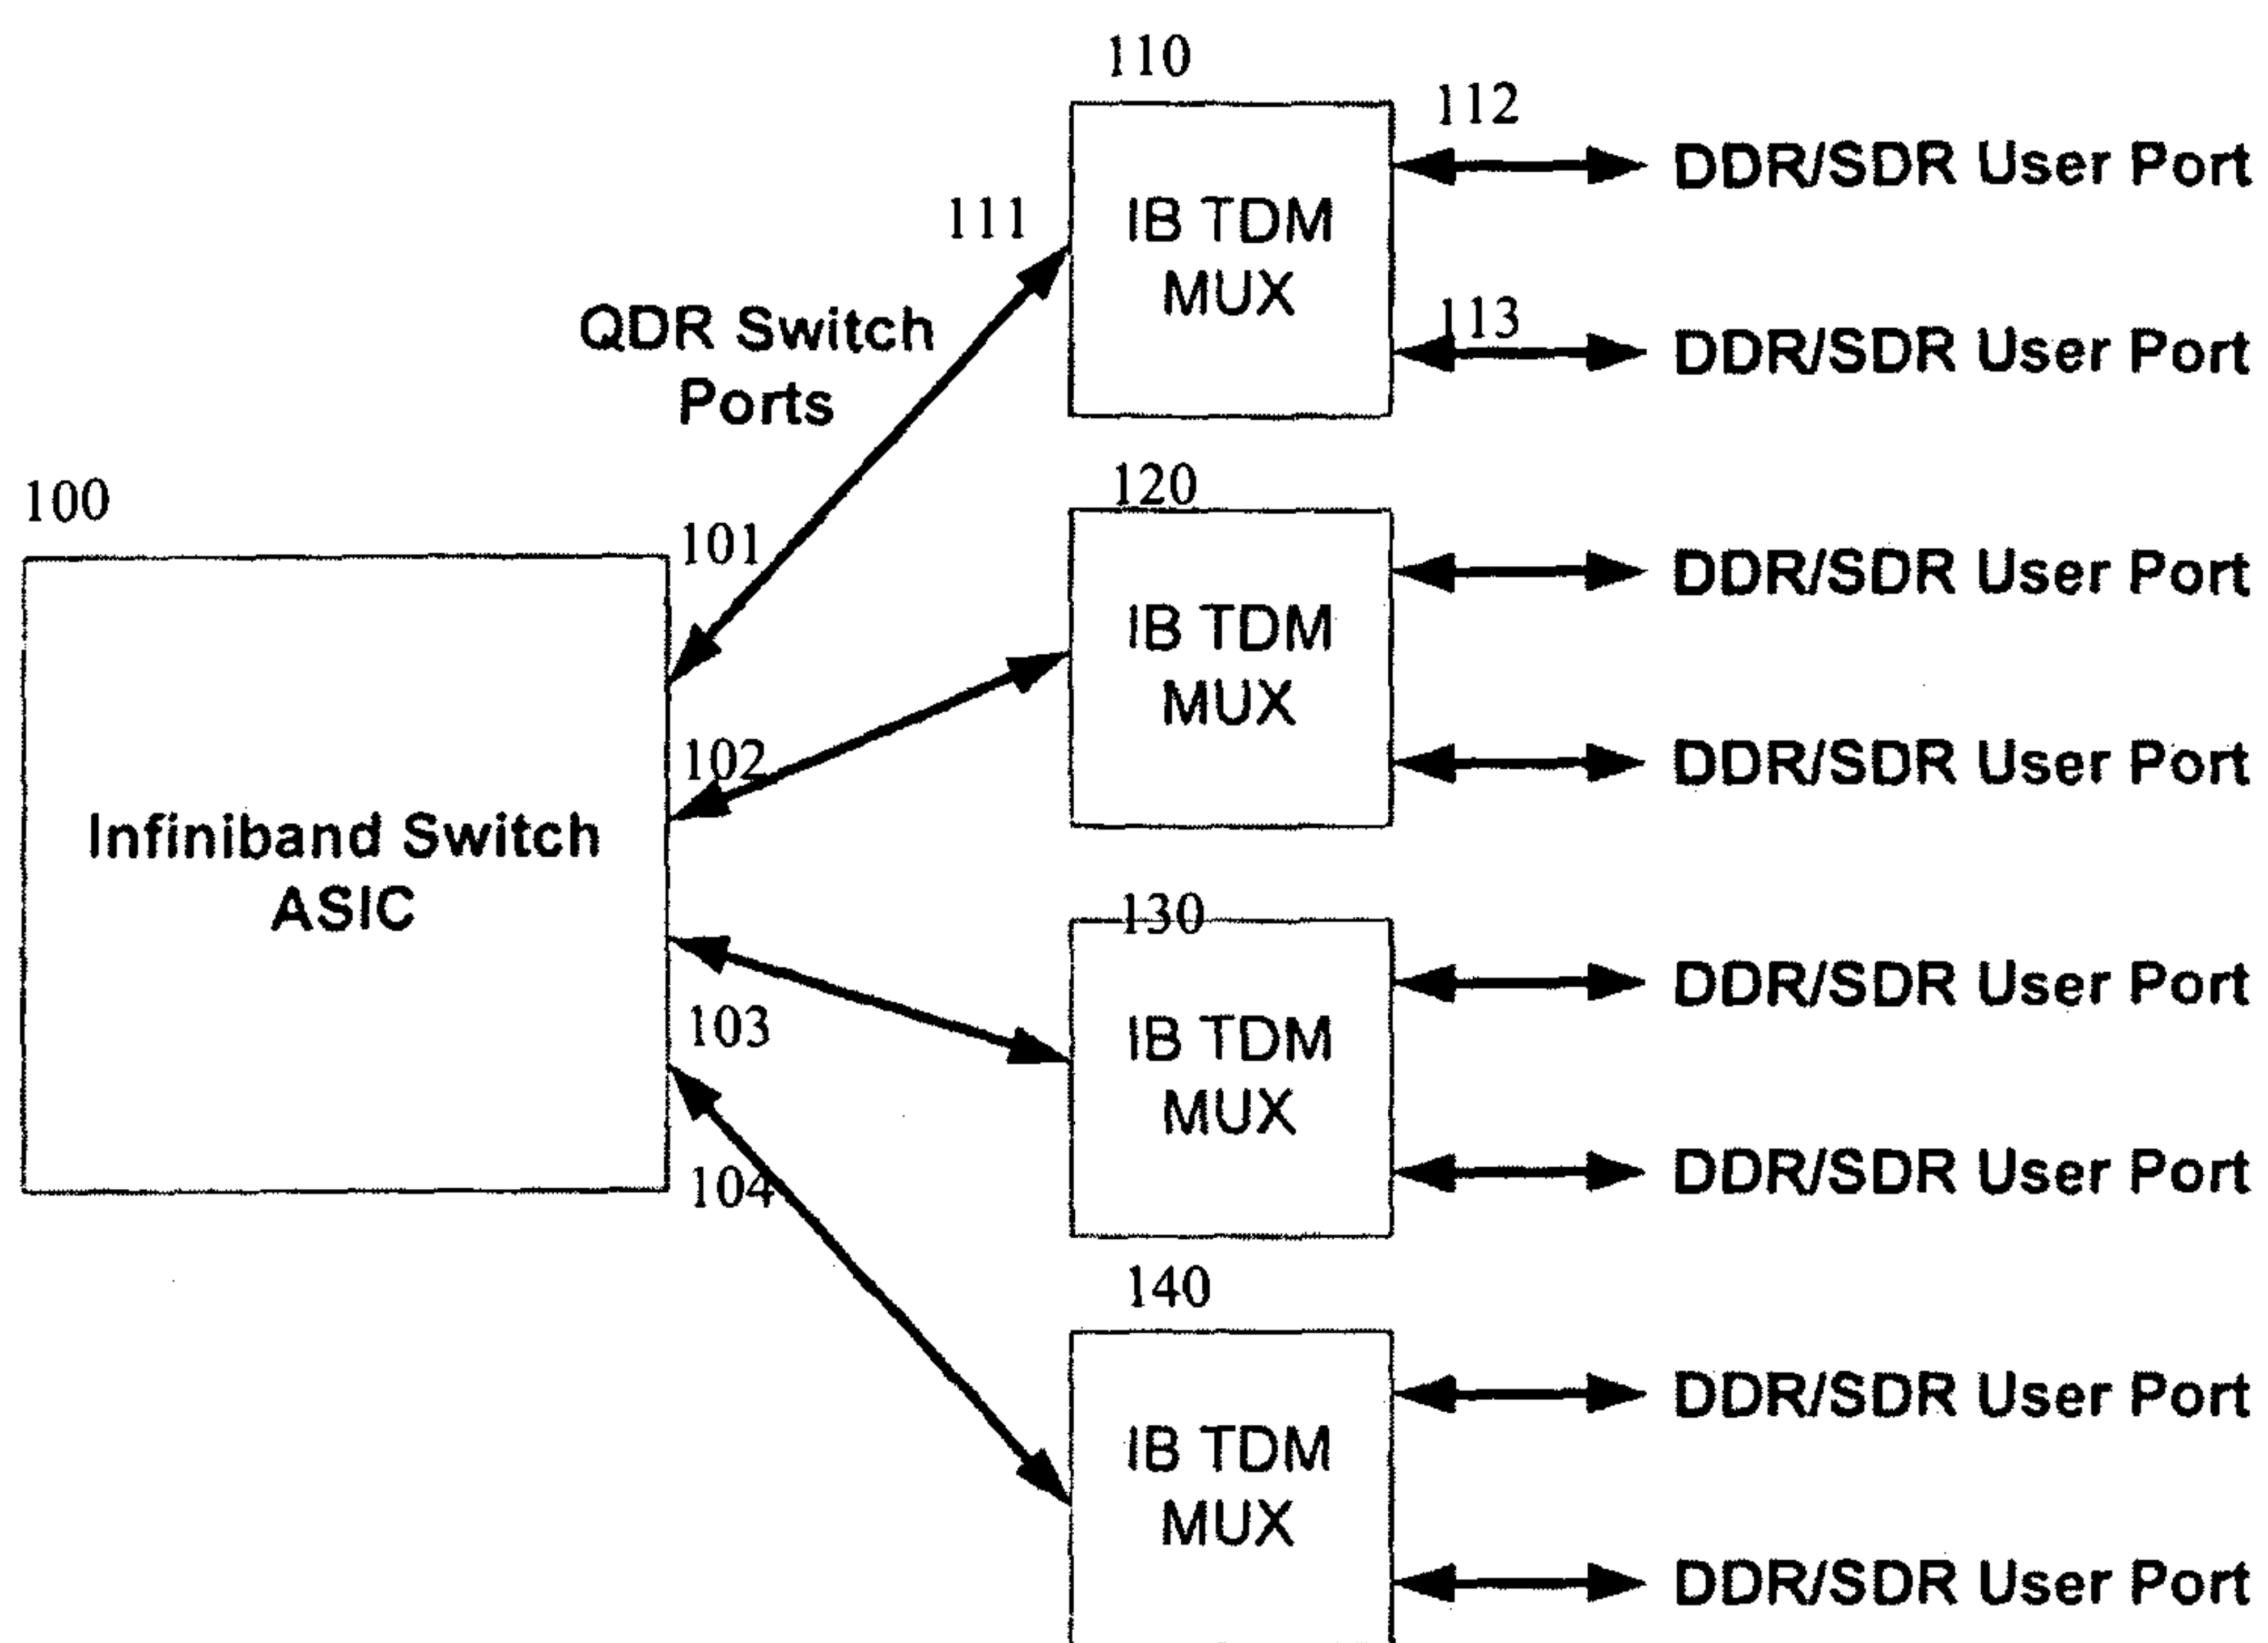 110
112
DDR/SDR User Port
111
IB TDM
MUX
113
DDR/SDR User Port
QDR Switch
Ports
100
101
120
IB TDM
MUX
DDR/SDR User Port
102
DDR/SDR User Port
Infiniband Switch
ASIC
130
103
IB TDM
MUX
DDR/SDR User Port
104
DDR/SDR User Port
140
IB TDM
MUX
DDR/SDR User Port
DDR/SDR User Port